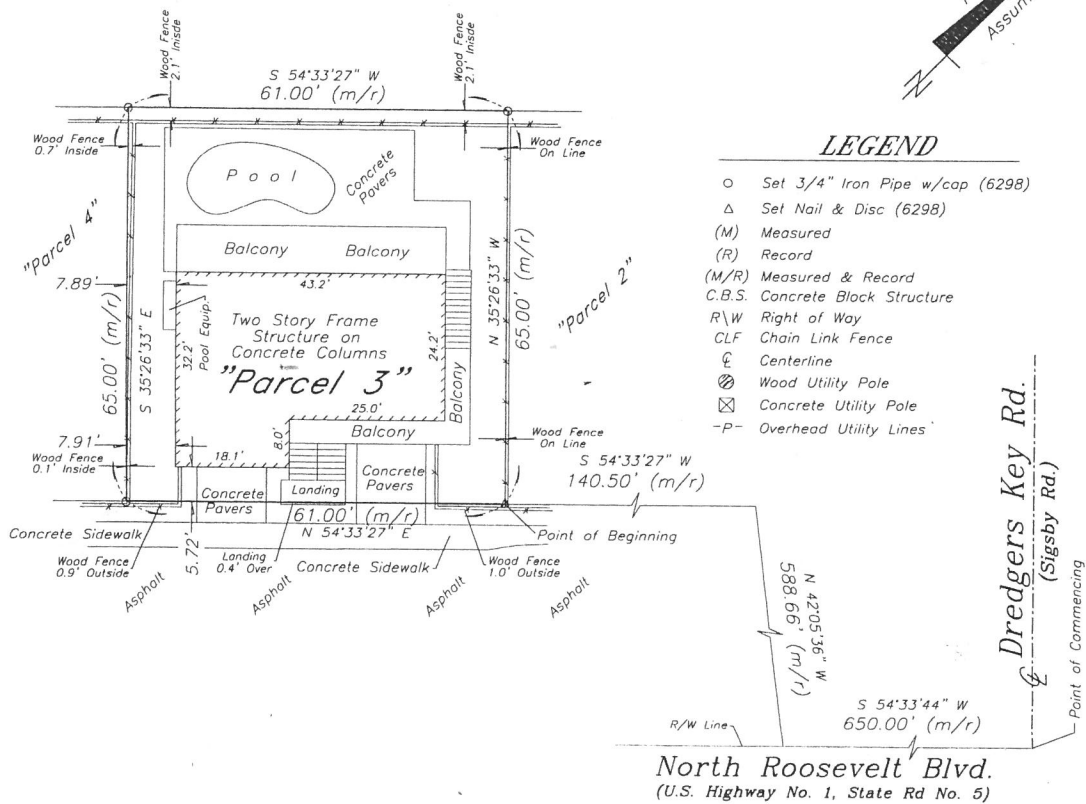 Assum
N
Wood Fence
2.1' Inisde
Wood Fence
2.1' Inside
S 54°33'27" W
61.00' (m/r)
Wood Fence
0.7' Inside
Wood Fence
On Line
Pool
Concrete
Pavers
"Parcel 4"
Balcony
Balcony
7.89'
43.2'
65.00' (m/r)
S 35°26'33" E
Pool Equip.
32.2'
Two Story Frame
Structure on
Concrete Columns
"Parcel 3"
24.2'
Balcony
N 35°26'33" W
65.00' (m/r)
"Parcel 2"
25.0'
8.0'
Balcony
7.91'
Wood Fence
0.1' Inside
18.1'
Wood Fence
On Line
Concrete
Pavers
Landing
Concrete
Pavers
S 54°33'27" W
140.50' (m/r)
61.00' (m/r)
N 54°33'27" E
Concrete Sidewalk
Point of Beginning
Wood Fence
0.9' Outside
5.72'
Landing
0.4' Over
Concrete Sidewalk
Wood Fence
1.0' Outside
Asphalt
Asphalt
Asphalt
Asphalt
LEGEND
Set 3/4" Iron Pipe w/cap (6298)
Set Nail & Disc (6298)
(M) Measured
(R) Record
(M/R) Measured & Record
C.B.S. Concrete Block Structure
R\W Right of Way
CLF Chain Link Fence
℄ Centerline
Wood Utility Pole
Concrete Utility Pole
-P- Overhead Utility Lines
N 42°05'36" W
588.66' (m/r)
℄ Dredgers Key Rd.
(Sigsby Rd.)
Point of Commencing
S 54°33'44" W
650.00' (m/r)
R/W Line
North Roosevelt Blvd.
(U.S. Highway No. 1, State Rd No. 5)